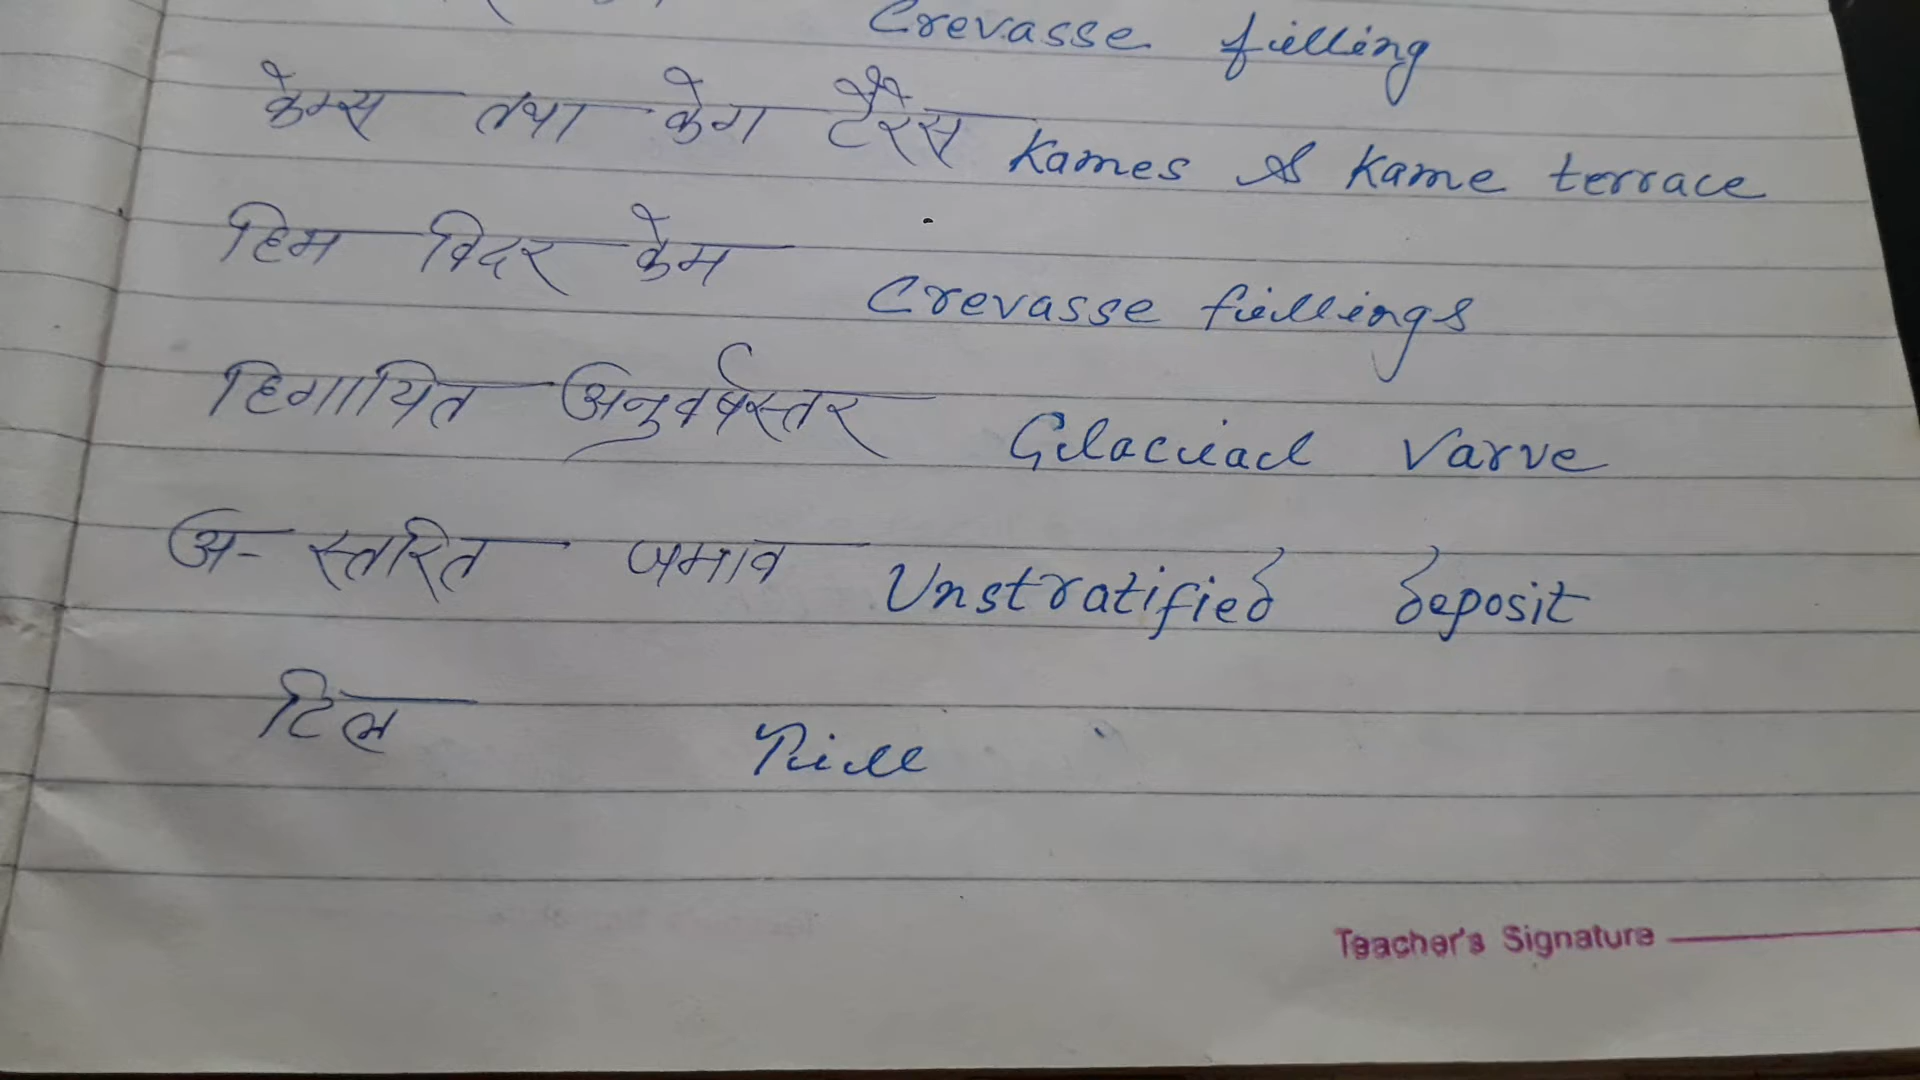 Crevasse filling
केम्स तथा केम टैरेस Kames & Kame terrace
हिम विदर केम Crevasse fillings
हिमायित अनुवर्षस्तर Glacial Varve
अ-स्तरित जमाव Unstratified deposit
टिल Till
Teacher's Signature